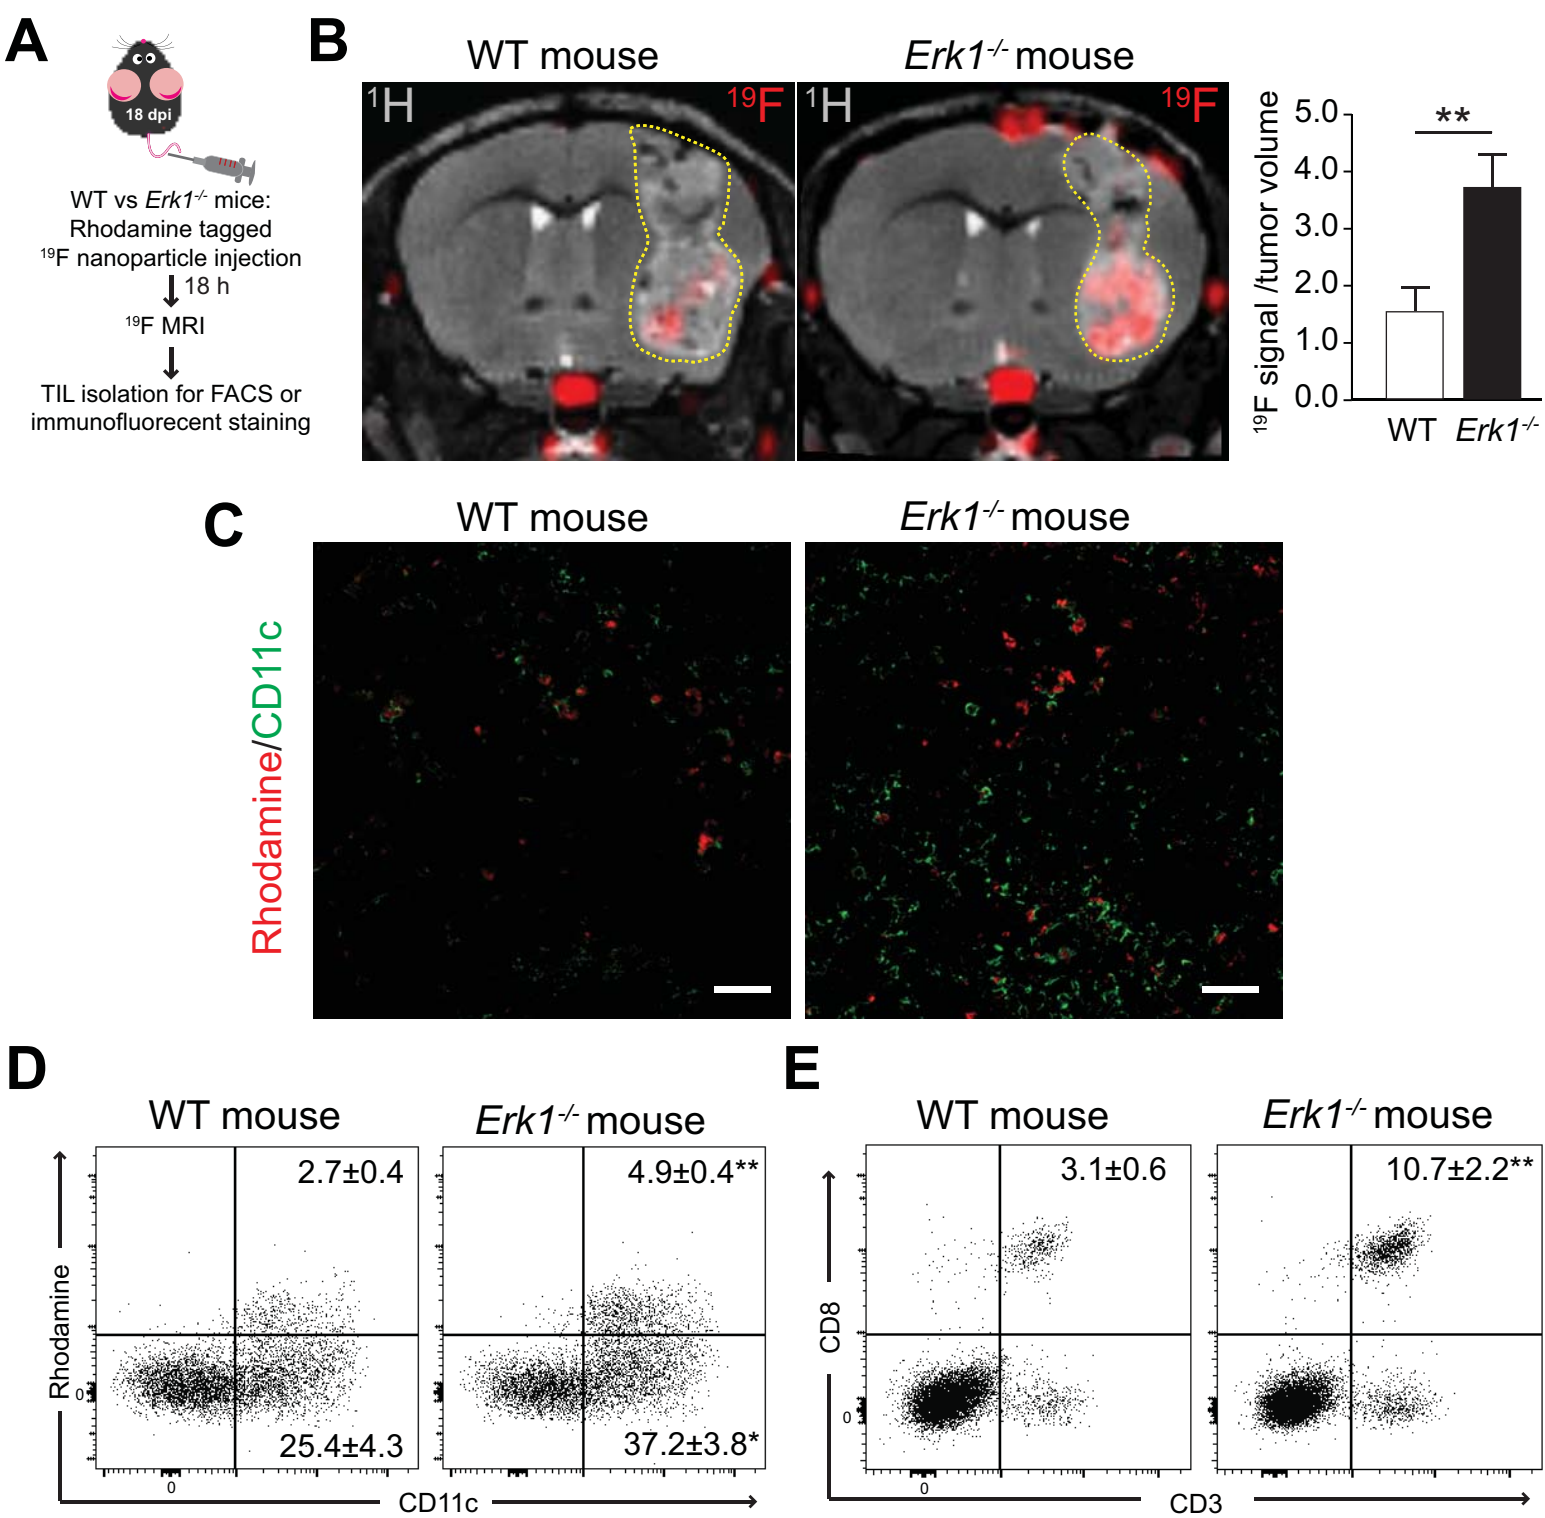 A
18 dpi
WT vs Erk1-/- mice:
Rhodamine tagged
19F nanoparticle injection
18 h
19F MRI
TIL isolation for FACS or
immunofluorecent staining
B
WT mouse
Erk1-/- mouse
1H
19F
1H
19F
19F signal /tumor volume
5.0
4.0
3.0
2.0
1.0
0.0
**
WT
Erk1-/-
C
WT mouse
Erk1-/- mouse
Rhodamine/CD11c
D
WT mouse
Erk1-/- mouse
2.7±0.4
4.9±0.4**
25.4±4.3
37.2±3.8*
Rhodamine
0
0
CD11c
E
WT mouse
Erk1-/- mouse
3.1±0.6
10.7±2.2**
CD8
0
0
CD3